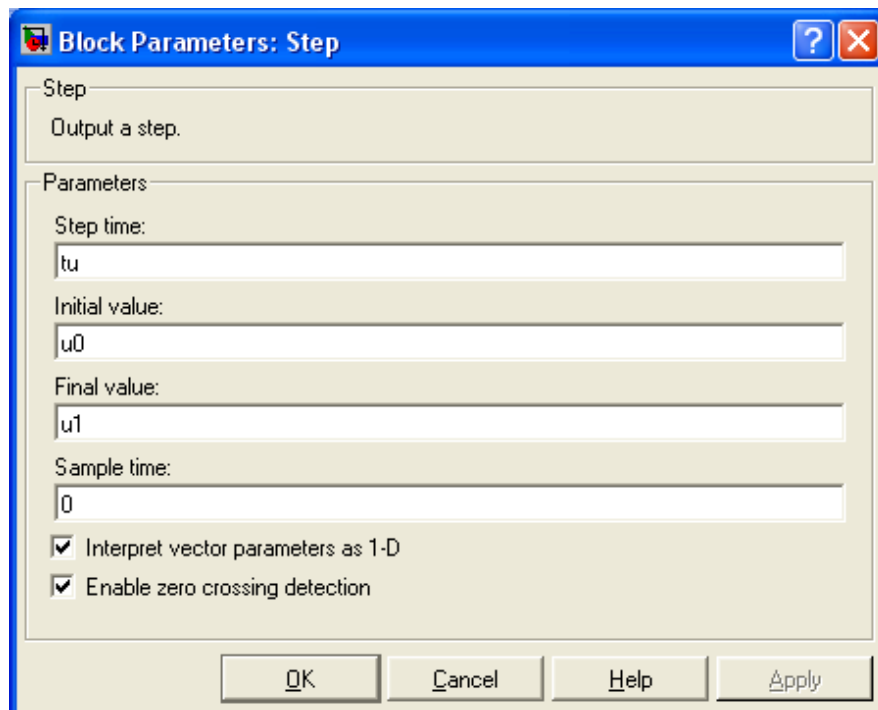 Block Parameters: Step
?
Step
Output a step.
Parameters
Step time:
tu
Initial value:
u0
Final value:
u1
Sample time:
0
Interpret vector parameters as 1-D
Enable zero crossing detection
OK Cancel Help Apply